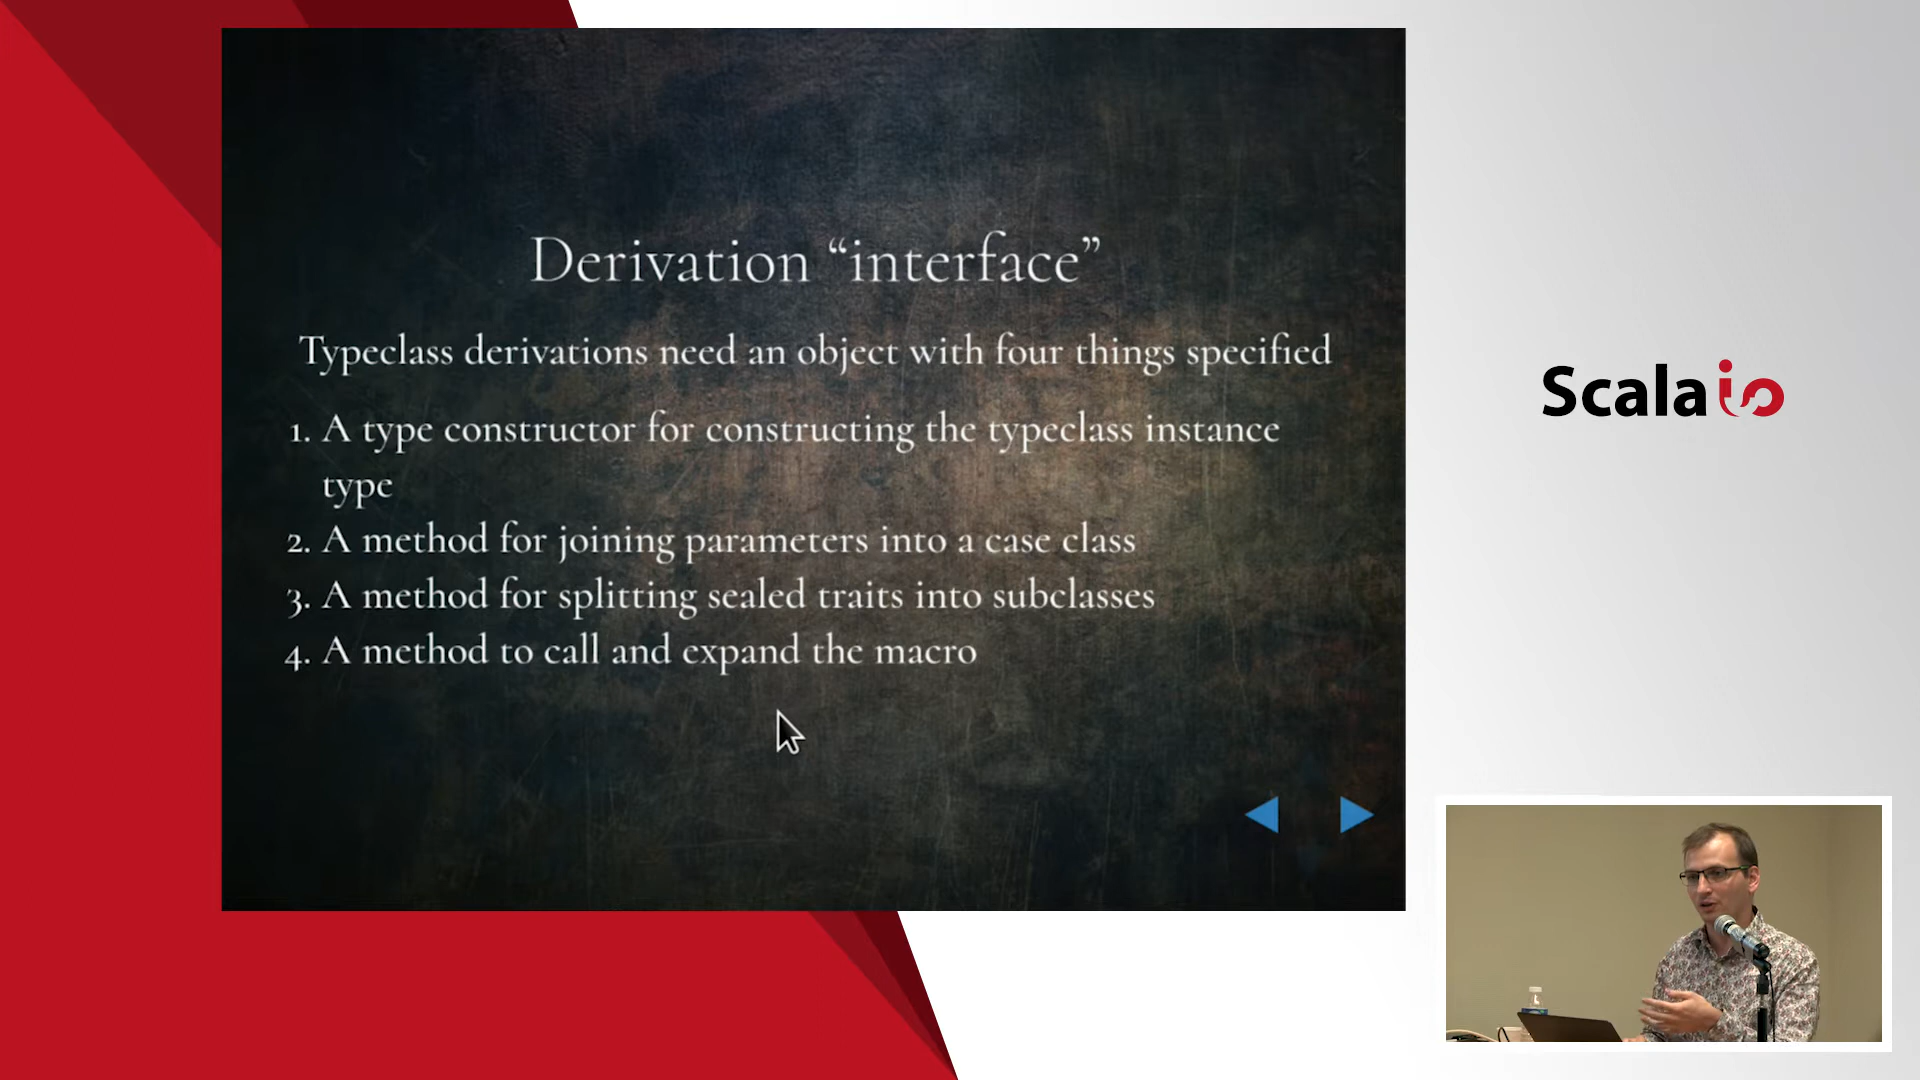 Derivation “interface”
Typeclass derivations need an object with four things specified
1. A type constructor for constructing the typeclass instance
type
2. A method for joining parameters into a case class
3. A method for splitting sealed traits into subclasses
4. A method to call and expand the macro
Scala io